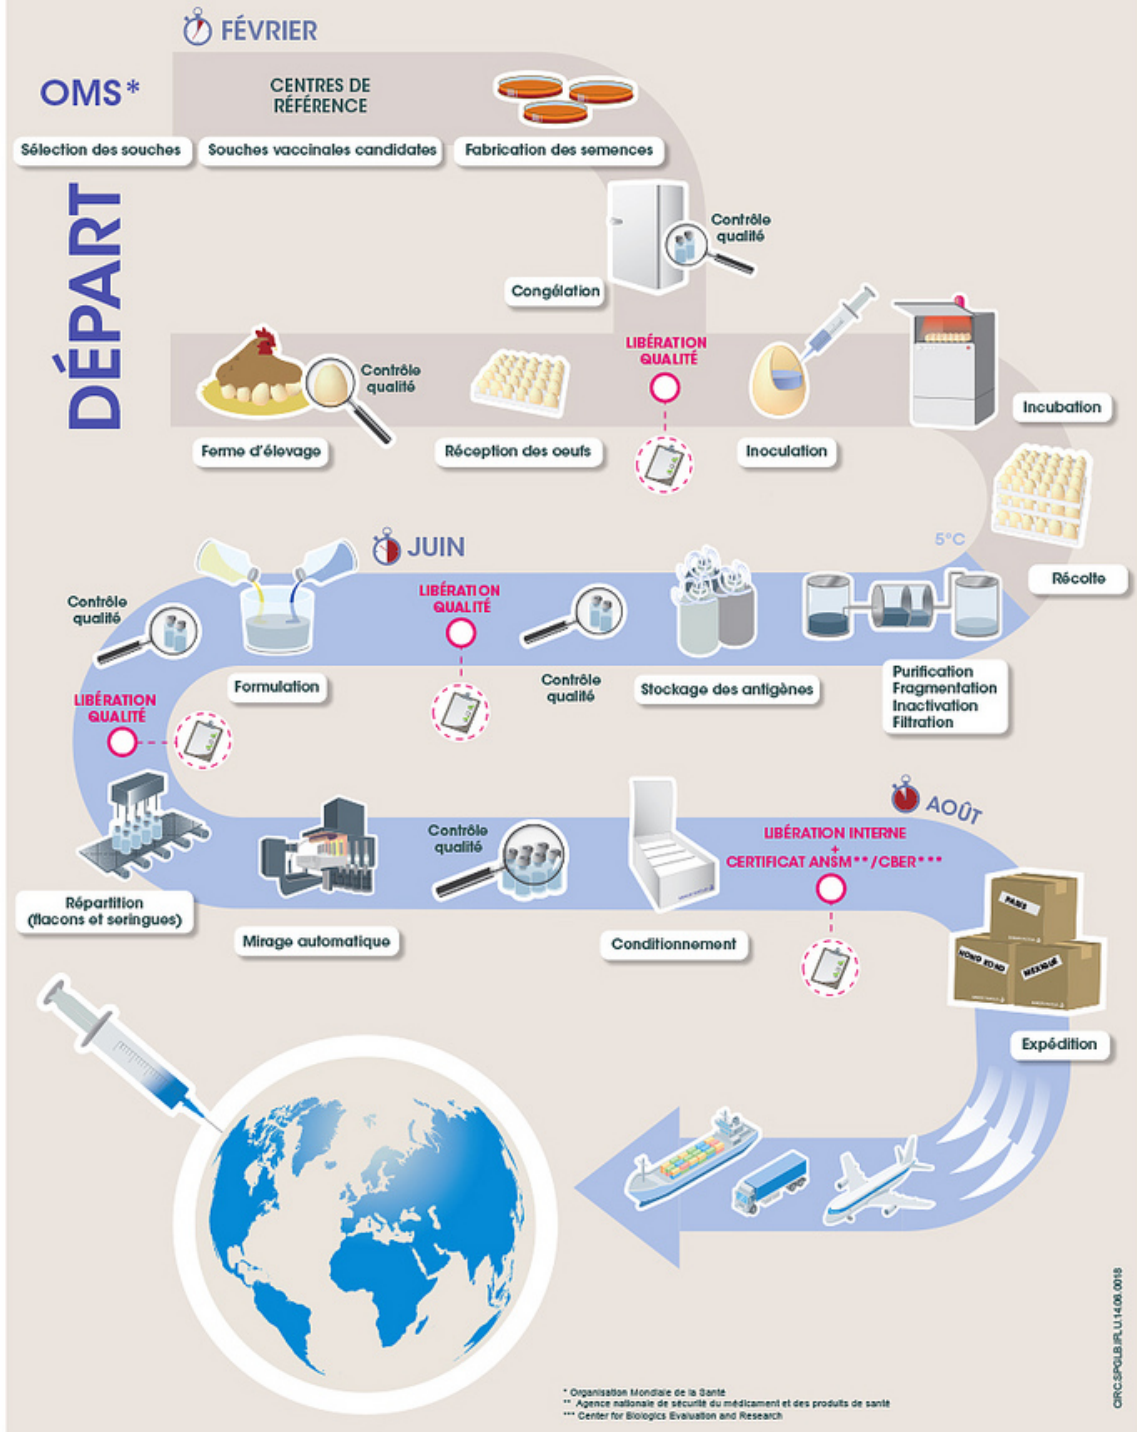 FÉVRIER
OMS*
CENTRES DE
RÉFÉRENCE
Sélection des souches
Souches vaccinales candidates
Fabrication des semences
DÉPART
Contrôle
qualité
Congélation
LIBÉRATION
QUALITÉ
Contrôle
qualité
Ferme d'élevage
Réception des oeufs
Inoculation
Incubation
Récolte
5°C
JUIN
LIBÉRATION
QUALITÉ
Contrôle
qualité
Formulation
Contrôle
qualité
Stockage des antigènes
Purification
Fragmentation
Inactivation
Filtration
LIBÉRATION
QUALITÉ
Répartition
(flacons et seringues)
Mirage automatique
Contrôle
qualité
Conditionnement
AOÛT
LIBÉRATION INTERNE
+
CERTIFICAT ANSM**/CBER***
PARIS
HONG KONG
MEXIQUE
Expédition
* Organisation Mondiale de la Santé
** Agence nationale de sécurité du médicament et des produits de santé
*** Center for Biologics Evaluation and Research